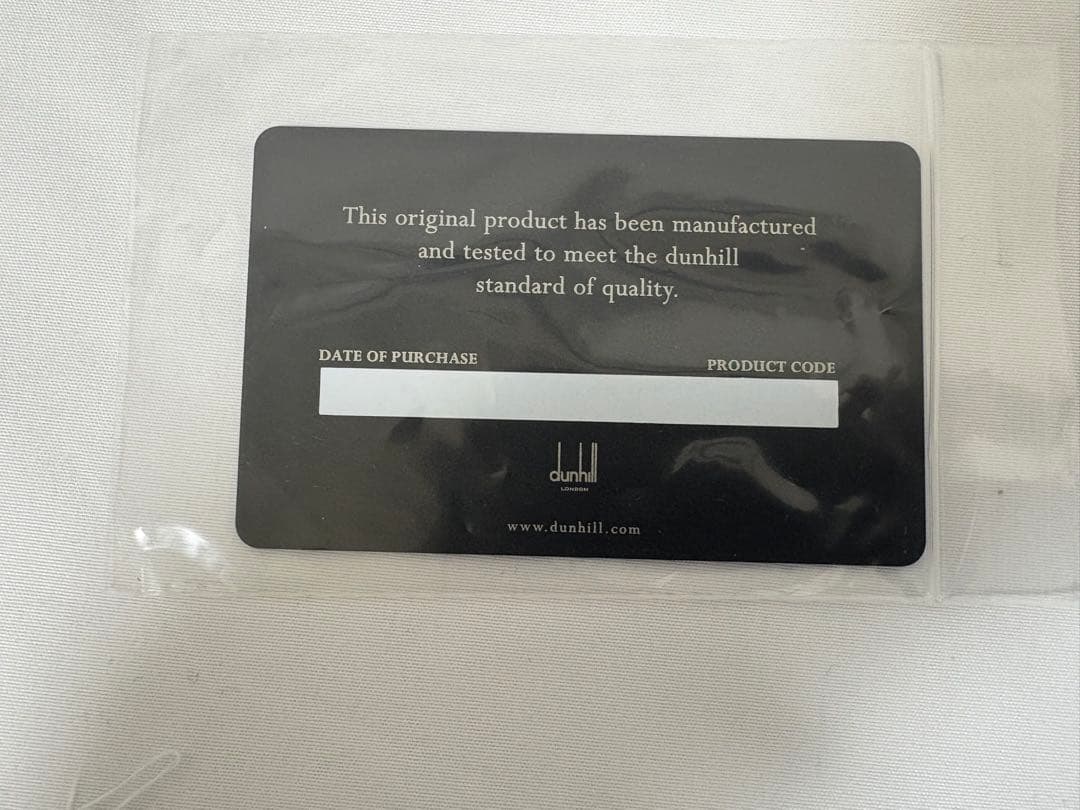 This original product has been manufactured
and tested to meet the dunhill
standard of quality.
DATE OF PURCHASE PRODUCT CODE
dunhill
LONDON
www.dunhill.com